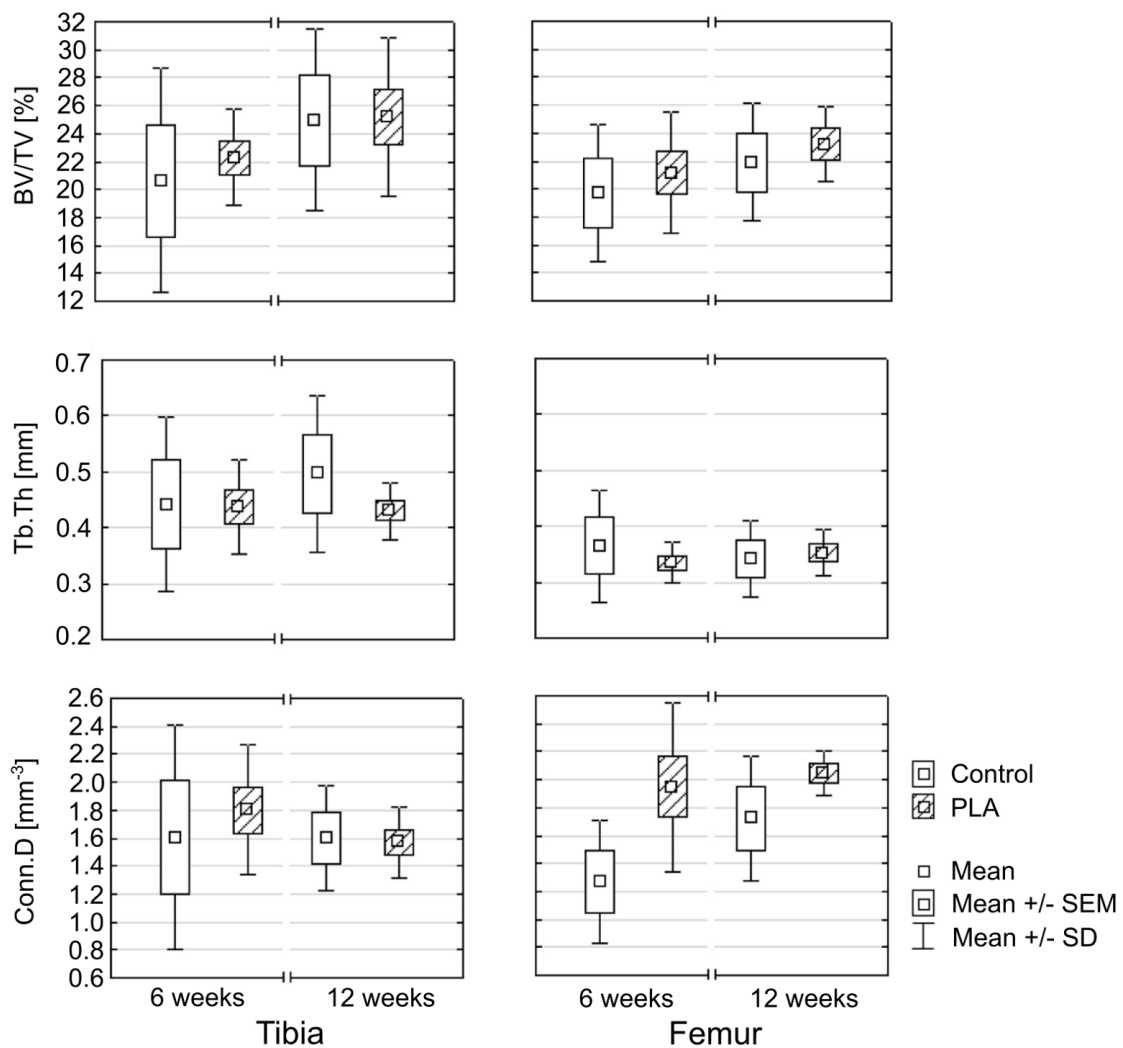 BV/TV [%]
32
30
28
26
24
22
20
18
16
14
12
Tb.Th [mm]
0.7
0.6
0.5
0.4
0.3
0.2
Conn.D [mm⁻³]
2.6
2.4
2.2
2.0
1.8
1.6
1.4
1.2
1.0
0.8
0.6
6 weeks 12 weeks 6 weeks 12 weeks
Tibia Femur
Control
PLA
Mean
Mean +/- SEM
Mean +/- SD